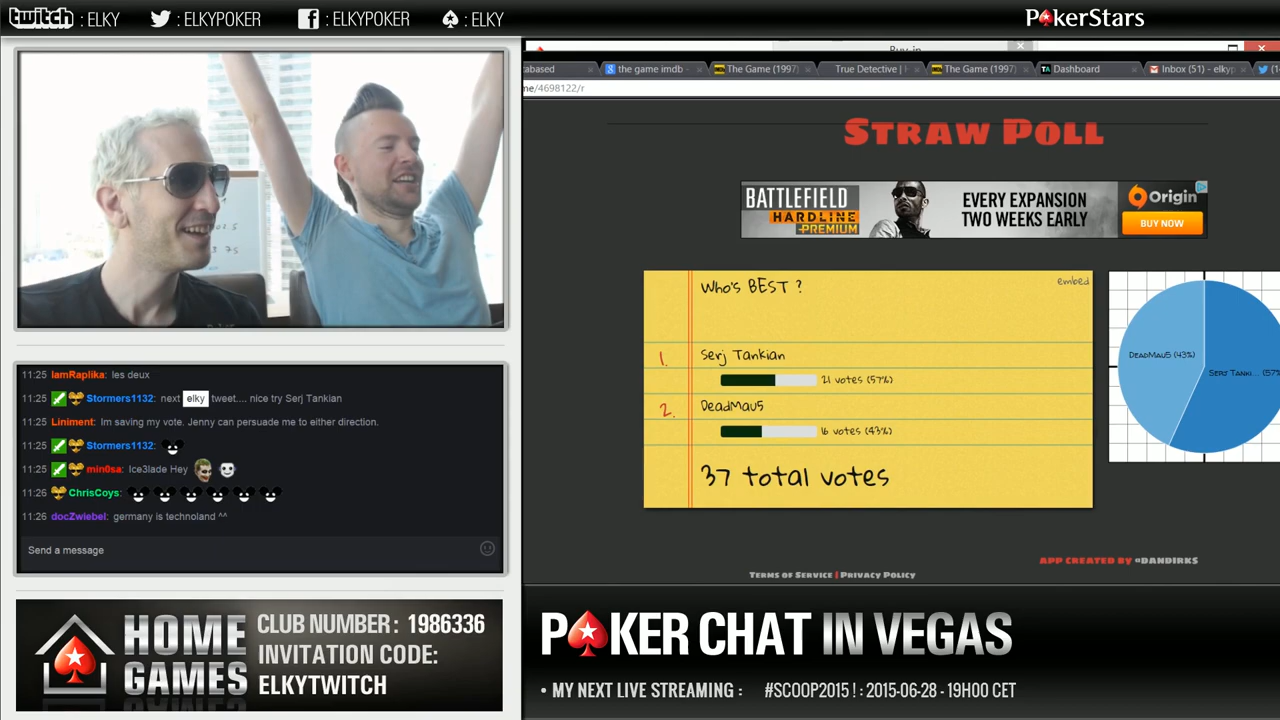 twitch : ELKY : ELKYPOKER : ELKYPOKER : ELKY POKERSTARS
Buy-in
tabased the game imdb - The Game (1997) True Detective | The Game (1997) Dashboard Inbox (51) - elkyp
me/4698122/r
STRAW POLL
BATTLEFIELD
HARDLINE
PREMIUM
EVERY EXPANSION
TWO WEEKS EARLY
Origin
BUY NOW
Who's BEST ?
embed
1. Serj Tankian
21 votes (57%)
2. DeadMau5
16 votes (43%)
37 total votes
DEADMAU5 (43%)
SERJ TANKI... (57%
APP CREATED BY @DANDIRKS
TERMS OF SERVICE | PRIVACY POLICY
11:25 IamRaplika: les deux
11:25 Stormers1132: next elky tweet.... nice try Serj Tankian
11:25 Liniment: Im saving my vote. Jenny can persuade me to either direction.
11:25 Stormers1132:
11:25 min0sa: Ice3lade Hey
11:26 ChrisCoys:
11:26 docZwiebel: germany is technoland ^^
Send a message
HOME
GAMES
CLUB NUMBER : 1986336
INVITATION CODE:
ELKYTWITCH
POKER CHAT IN VEGAS
• MY NEXT LIVE STREAMING : #SCOOP2015 ! : 2015-06-28 - 19H00 CET